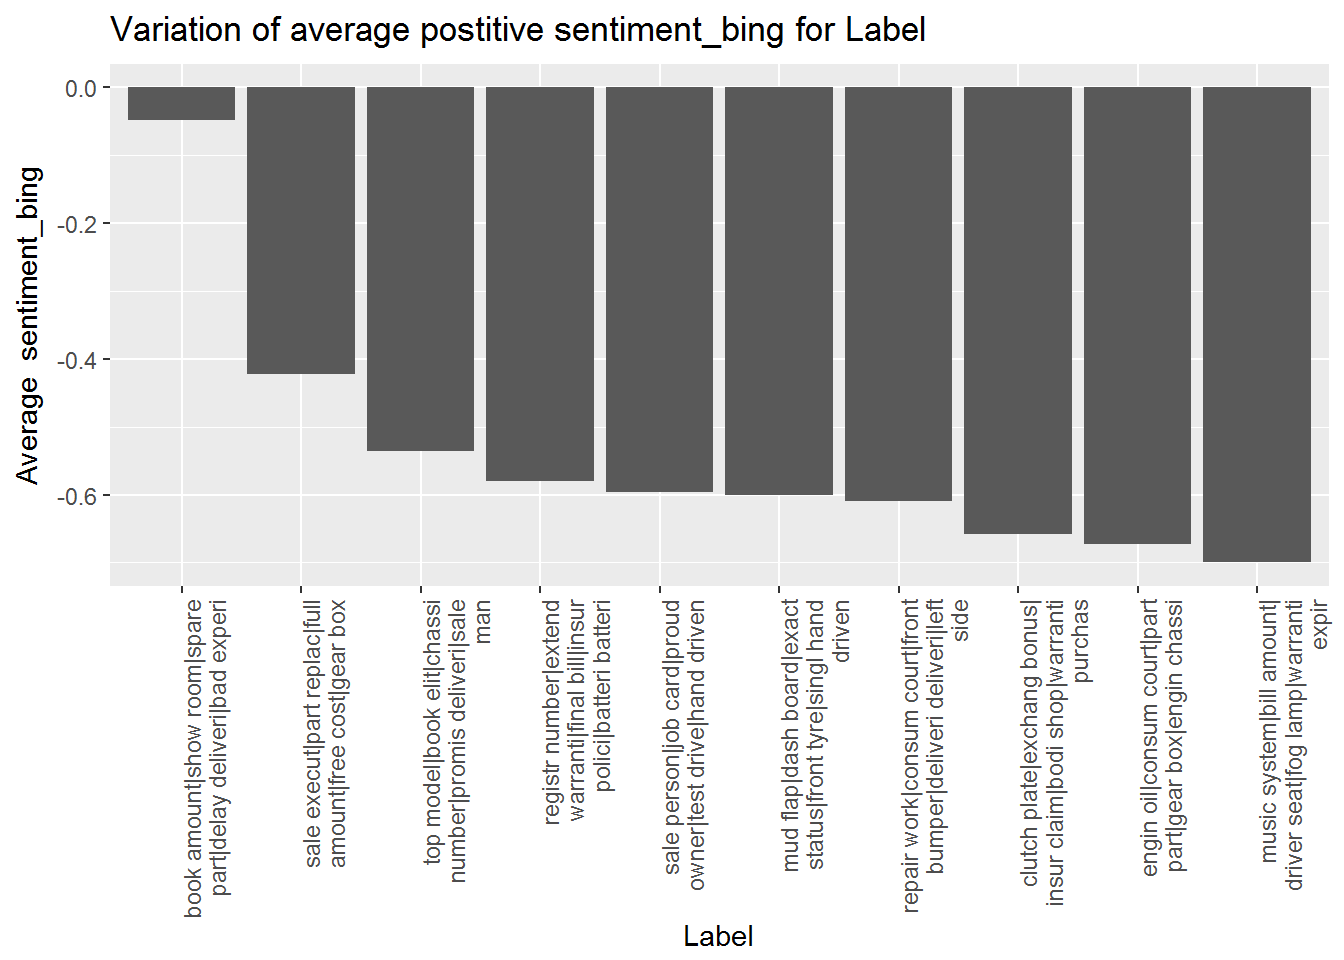 Variation of average postitive sentiment_bing for Label
Average  sentiment_bing
0.0
-0.2
-0.4
-0.6
book amount|show room|spare
part|delay deliveri|bad experi
sale execut|part replac|full
amount|free cost|gear box
top model|book elit|chassi
number|promis deliveri|sale
man
registr number|extend
warranti|final bill|insur
polici|batteri batteri
sale person|job card|proud
owner|test drive|hand driven
mud flap|dash board|exact
status|front tyre|singl hand
driven
repair work|consum court|front
bumper|deliveri deliveri|left
side
clutch plate|exchang bonus|
insur claim|bodi shop|warranti
purchas
engin oil|consum court|part
part|gear box|engin chassi
music system|bill amount|
driver seat|fog lamp|warranti
expir
Label